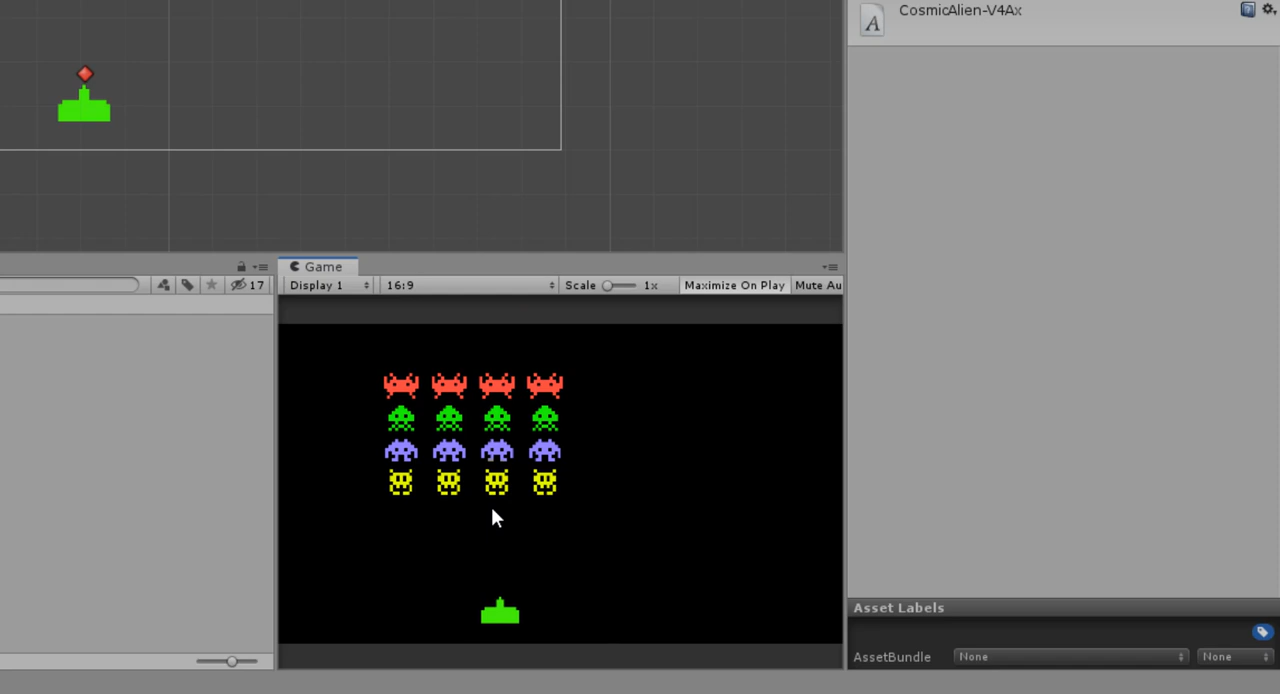 CosmicAlien-V4Ax
A
17
Game
Display 1
16:9
Scale
1x
Maximize On Play
Mute Au
Asset Labels
AssetBundle
None
None